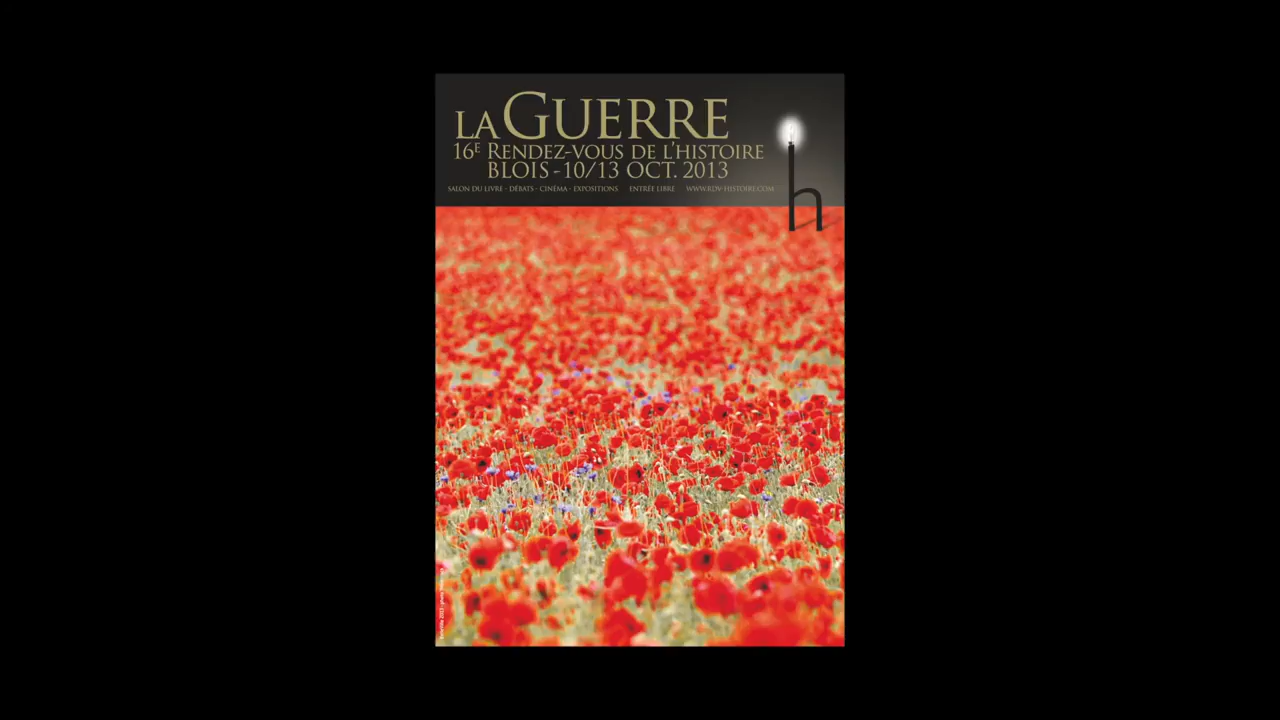 LA GUERRE
16E RENDEZ-VOUS DE L'HISTOIRE
BLOIS - 10/13 OCT. 2013
SALON DU LIVRE - DÉBATS - CINÉMA - EXPOSITIONS ENTRÉE LIBRE WWW.RDV-HISTOIRE.COM
h